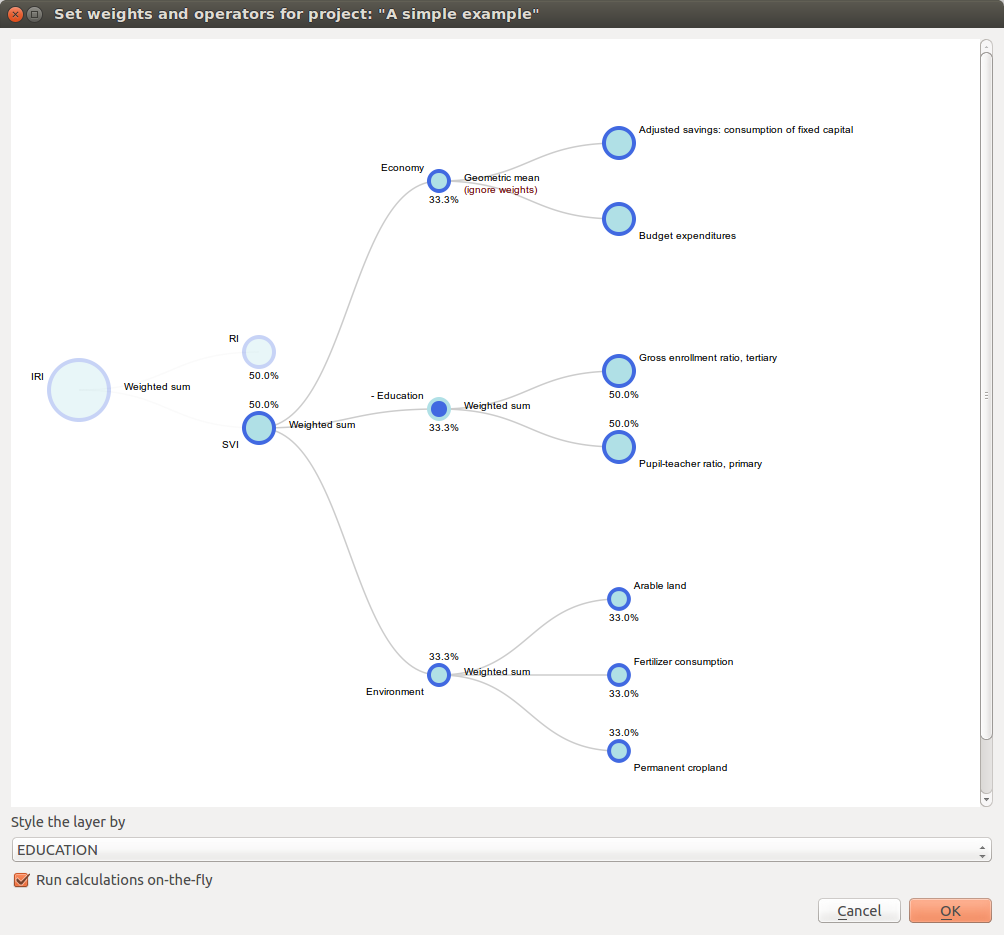 Set weights and operators for project: "A simple example"
Adjusted savings: consumption of fixed capital
Economy
Geometric mean
(ignore weights)
33.3%
Budget expenditures
RI
50.0%
IRI
Weighted sum
50.0%
SVI
Weighted sum
Gross enrollment ratio, tertiary
50.0%
- Education
Weighted sum
33.3%
50.0%
Pupil-teacher ratio, primary
Arable land
33.0%
33.3%
Environment
Weighted sum
Fertilizer consumption
33.0%
33.0%
Permanent cropland
Style the layer by
EDUCATION
Run calculations on-the-fly
Cancel
OK